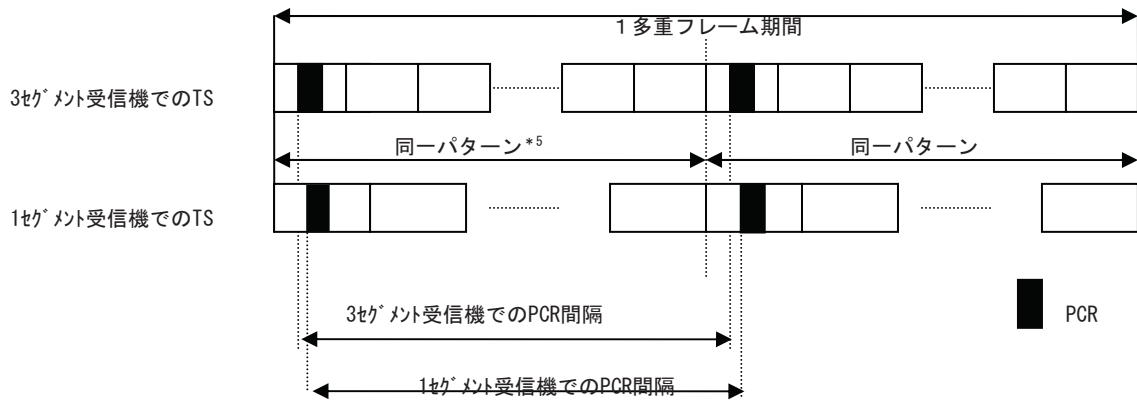 1多重フレーム期間
3ｾｸﾞﾒﾝﾄ受信機でのTS
同一パターン*5
同一パターン
1ｾｸﾞﾒﾝﾄ受信機でのTS
3ｾｸﾞﾒﾝﾄ受信機でのPCR間隔
PCR
1ｾｸﾞﾒﾝﾄ受信機でのPCR間隔